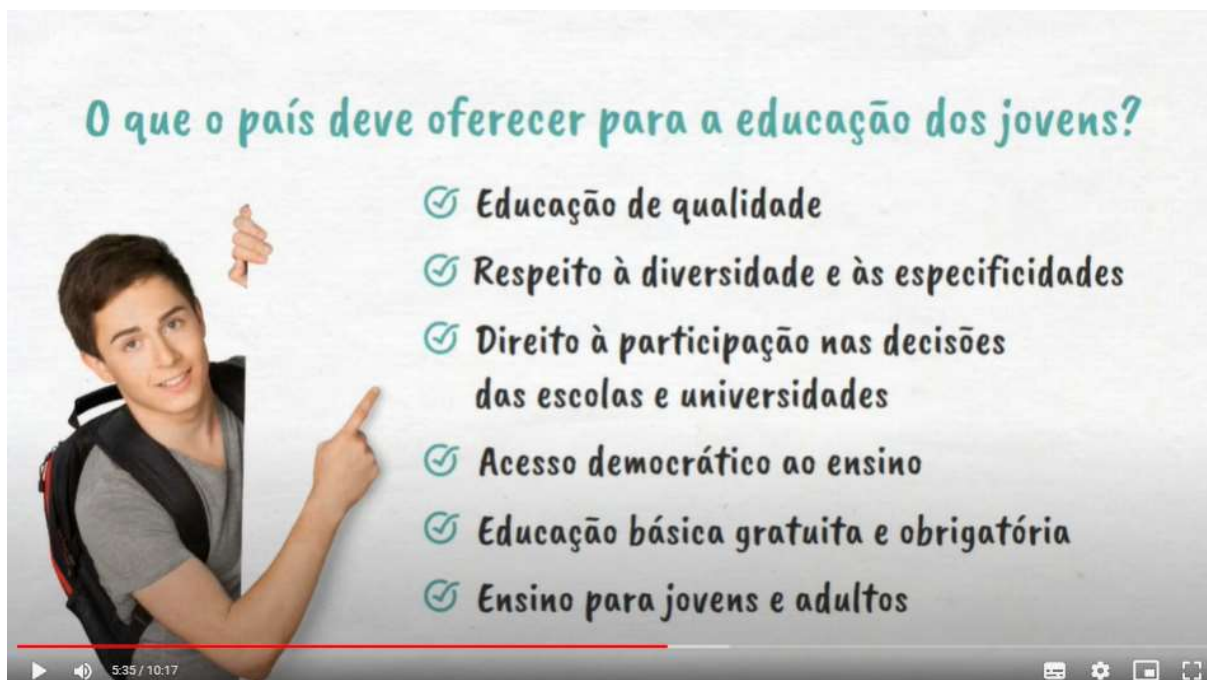 O que o país deve oferecer para a educação dos jovens?
Educação de qualidade
Respeito à diversidade e às especificidades
Direito à participação nas decisões
das escolas e universidades
Acesso democrático ao ensino
Educação básica gratuita e obrigatória
Ensino para jovens e adultos
5:35 / 10:17